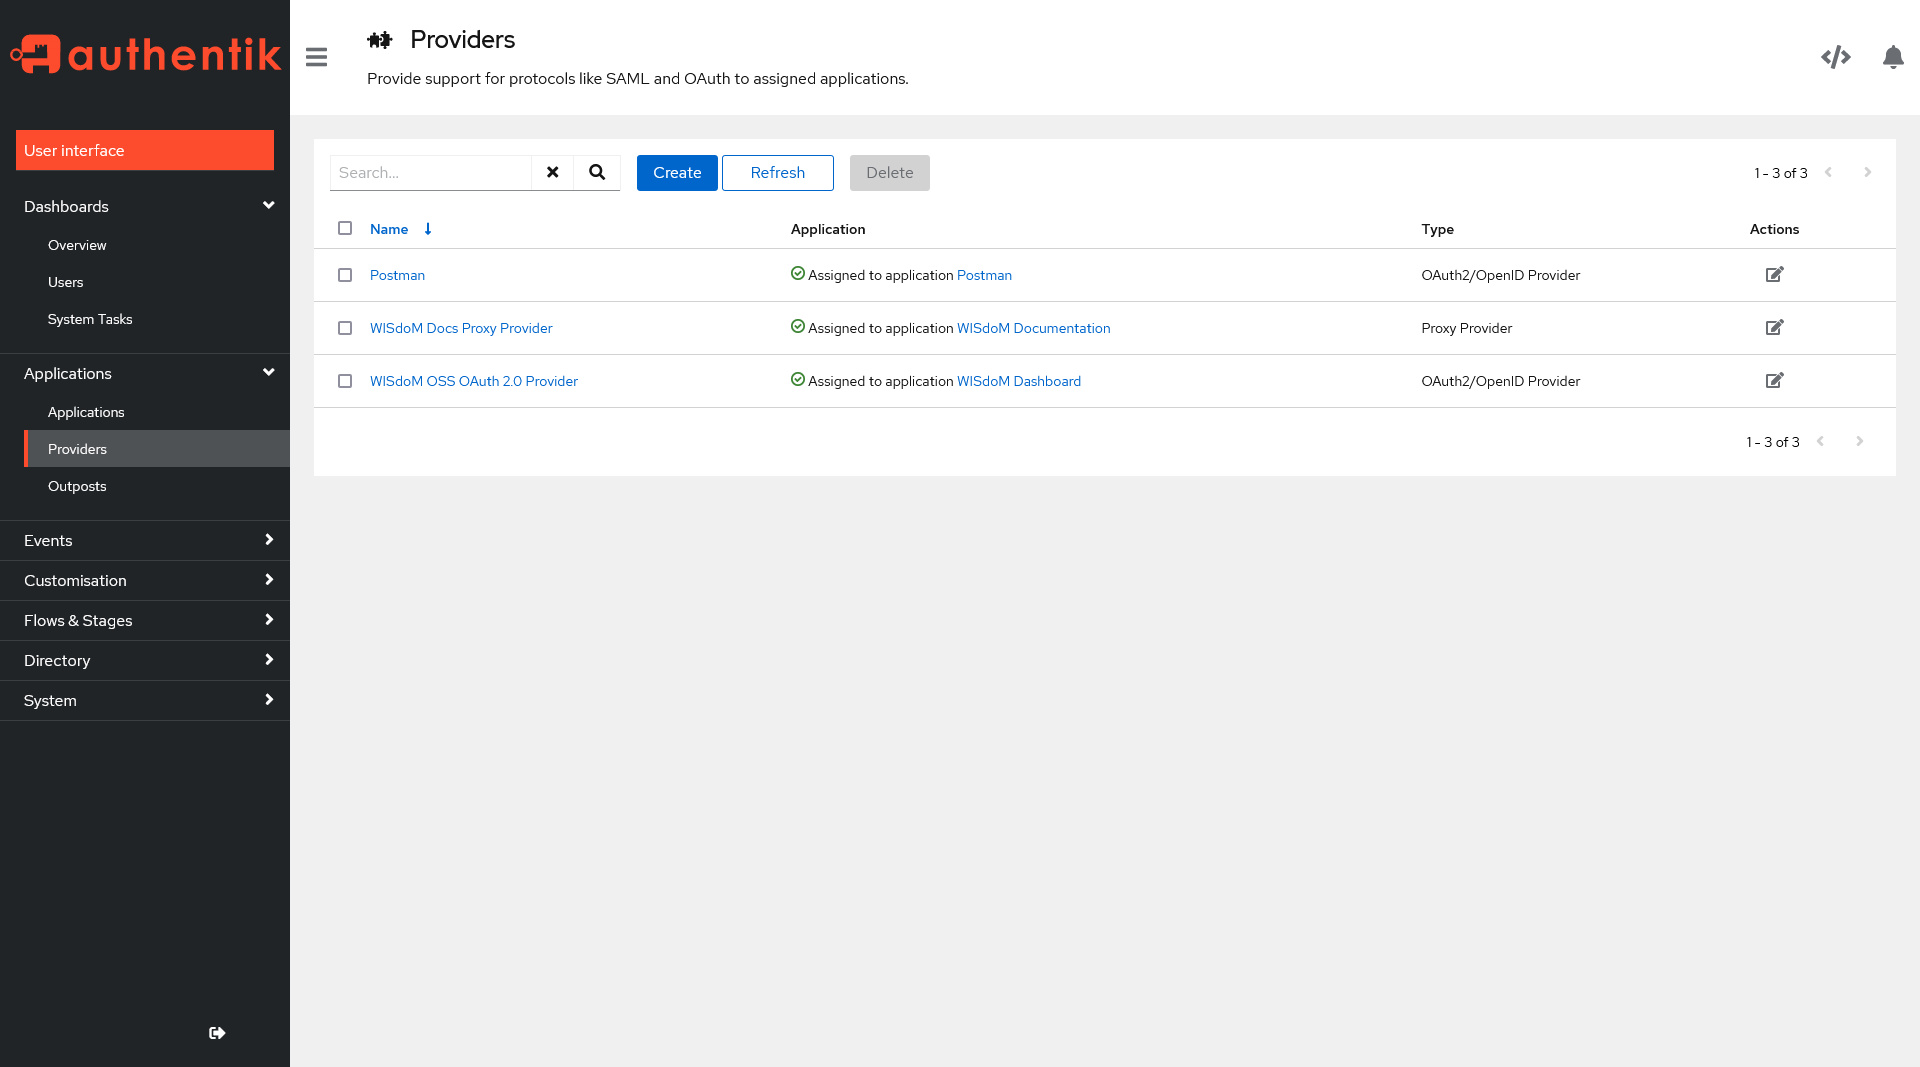 authentik
User interface
Dashboards
Overview
Users
System Tasks
Applications
Applications
Providers
Outposts
Events
Customisation
Flows & Stages
Directory
System
Providers
Provide support for protocols like SAML and OAuth to assigned applications.
Search... Create Refresh Delete 1 - 3 of 3
Name Application Type Actions
Postman Assigned to application Postman OAuth2/OpenID Provider
WISdoM Docs Proxy Provider Assigned to application WISdoM Documentation Proxy Provider
WISdoM OSS OAuth 2.0 Provider Assigned to application WISdoM Dashboard OAuth2/OpenID Provider
1 - 3 of 3